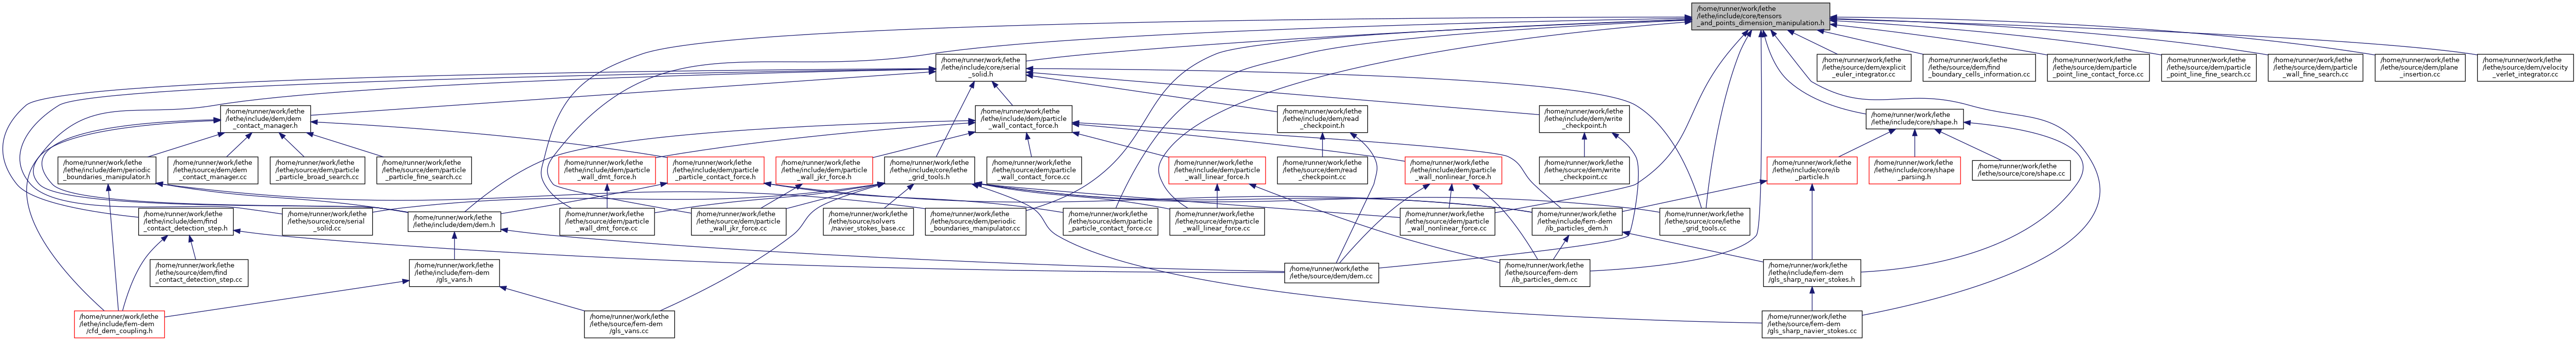 /home/runner/work/lethe
/lethe/include/core/tensors
_and_points_dimension_manipulation.h
/home/runner/work/lethe
/lethe/include/core/serial
_solid.h
/home/runner/work/lethe
/lethe/source/dem/explicit
_euler_integrator.cc
/home/runner/work/lethe
/lethe/source/dem/find
_boundary_cells_information.cc
/home/runner/work/lethe
/lethe/source/dem/particle
_point_line_contact_force.cc
/home/runner/work/lethe
/lethe/source/dem/particle
_point_line_fine_search.cc
/home/runner/work/lethe
/lethe/source/dem/particle
_wall_fine_search.cc
/home/runner/work/lethe
/lethe/source/dem/plane
_insertion.cc
/home/runner/work/lethe
/lethe/source/dem/velocity
_verlet_integrator.cc
/home/runner/work/lethe
/lethe/include/dem/dem
_contact_manager.h
/home/runner/work/lethe
/lethe/include/dem/particle
_wall_contact_force.h
/home/runner/work/lethe
/lethe/include/dem/read
_checkpoint.h
/home/runner/work/lethe
/lethe/include/dem/write
_checkpoint.h
/home/runner/work/lethe
/lethe/include/core/shape.h
/home/runner/work/lethe
/lethe/include/dem/periodic
_boundaries_manipulator.h
/home/runner/work/lethe
/lethe/source/dem/dem
_contact_manager.cc
/home/runner/work/lethe
/lethe/source/dem/particle
_particle_broad_search.cc
/home/runner/work/lethe
/lethe/source/dem/particle
_particle_fine_search.cc
/home/runner/work/lethe
/lethe/include/dem/particle
_wall_dmt_force.h
/home/runner/work/lethe
/lethe/include/dem/particle
_particle_contact_force.h
/home/runner/work/lethe
/lethe/include/dem/particle
_wall_jkr_force.h
/home/runner/work/lethe
/lethe/include/core/lethe
_grid_tools.h
/home/runner/work/lethe
/lethe/source/dem/particle
_wall_contact_force.cc
/home/runner/work/lethe
/lethe/include/dem/particle
_wall_linear_force.h
/home/runner/work/lethe
/lethe/source/dem/read
_checkpoint.cc
/home/runner/work/lethe
/lethe/include/dem/particle
_wall_nonlinear_force.h
/home/runner/work/lethe
/lethe/source/dem/write
_checkpoint.cc
/home/runner/work/lethe
/lethe/include/core/ib
_particle.h
/home/runner/work/lethe
/lethe/include/core/shape
_parsing.h
/home/runner/work/lethe
/lethe/source/core/shape.cc
/home/runner/work/lethe
/lethe/include/dem/find
_contact_detection_step.h
/home/runner/work/lethe
/lethe/source/core/serial
_solid.cc
/home/runner/work/lethe
/lethe/include/dem/dem.h
/home/runner/work/lethe
/lethe/source/dem/particle
_wall_dmt_force.cc
/home/runner/work/lethe
/lethe/source/dem/particle
_wall_jkr_force.cc
/home/runner/work/lethe
/lethe/source/solvers
/navier_stokes_base.cc
/home/runner/work/lethe
/lethe/source/dem/periodic
_boundaries_manipulator.cc
/home/runner/work/lethe
/lethe/source/dem/particle
_particle_contact_force.cc
/home/runner/work/lethe
/lethe/source/dem/particle
_wall_linear_force.cc
/home/runner/work/lethe
/lethe/source/dem/particle
_wall_nonlinear_force.cc
/home/runner/work/lethe
/lethe/include/fem-dem
/ib_particles_dem.h
/home/runner/work/lethe
/lethe/source/core/lethe
_grid_tools.cc
/home/runner/work/lethe
/lethe/source/dem/find
_contact_detection_step.cc
/home/runner/work/lethe
/lethe/include/fem-dem
/gls_vans.h
/home/runner/work/lethe
/lethe/source/dem/dem.cc
/home/runner/work/lethe
/lethe/source/fem-dem
/ib_particles_dem.cc
/home/runner/work/lethe
/lethe/include/fem-dem
/gls_sharp_navier_stokes.h
/home/runner/work/lethe
/lethe/include/fem-dem
/cfd_dem_coupling.h
/home/runner/work/lethe
/lethe/source/fem-dem
/gls_vans.cc
/home/runner/work/lethe
/lethe/source/fem-dem
/gls_sharp_navier_stokes.cc